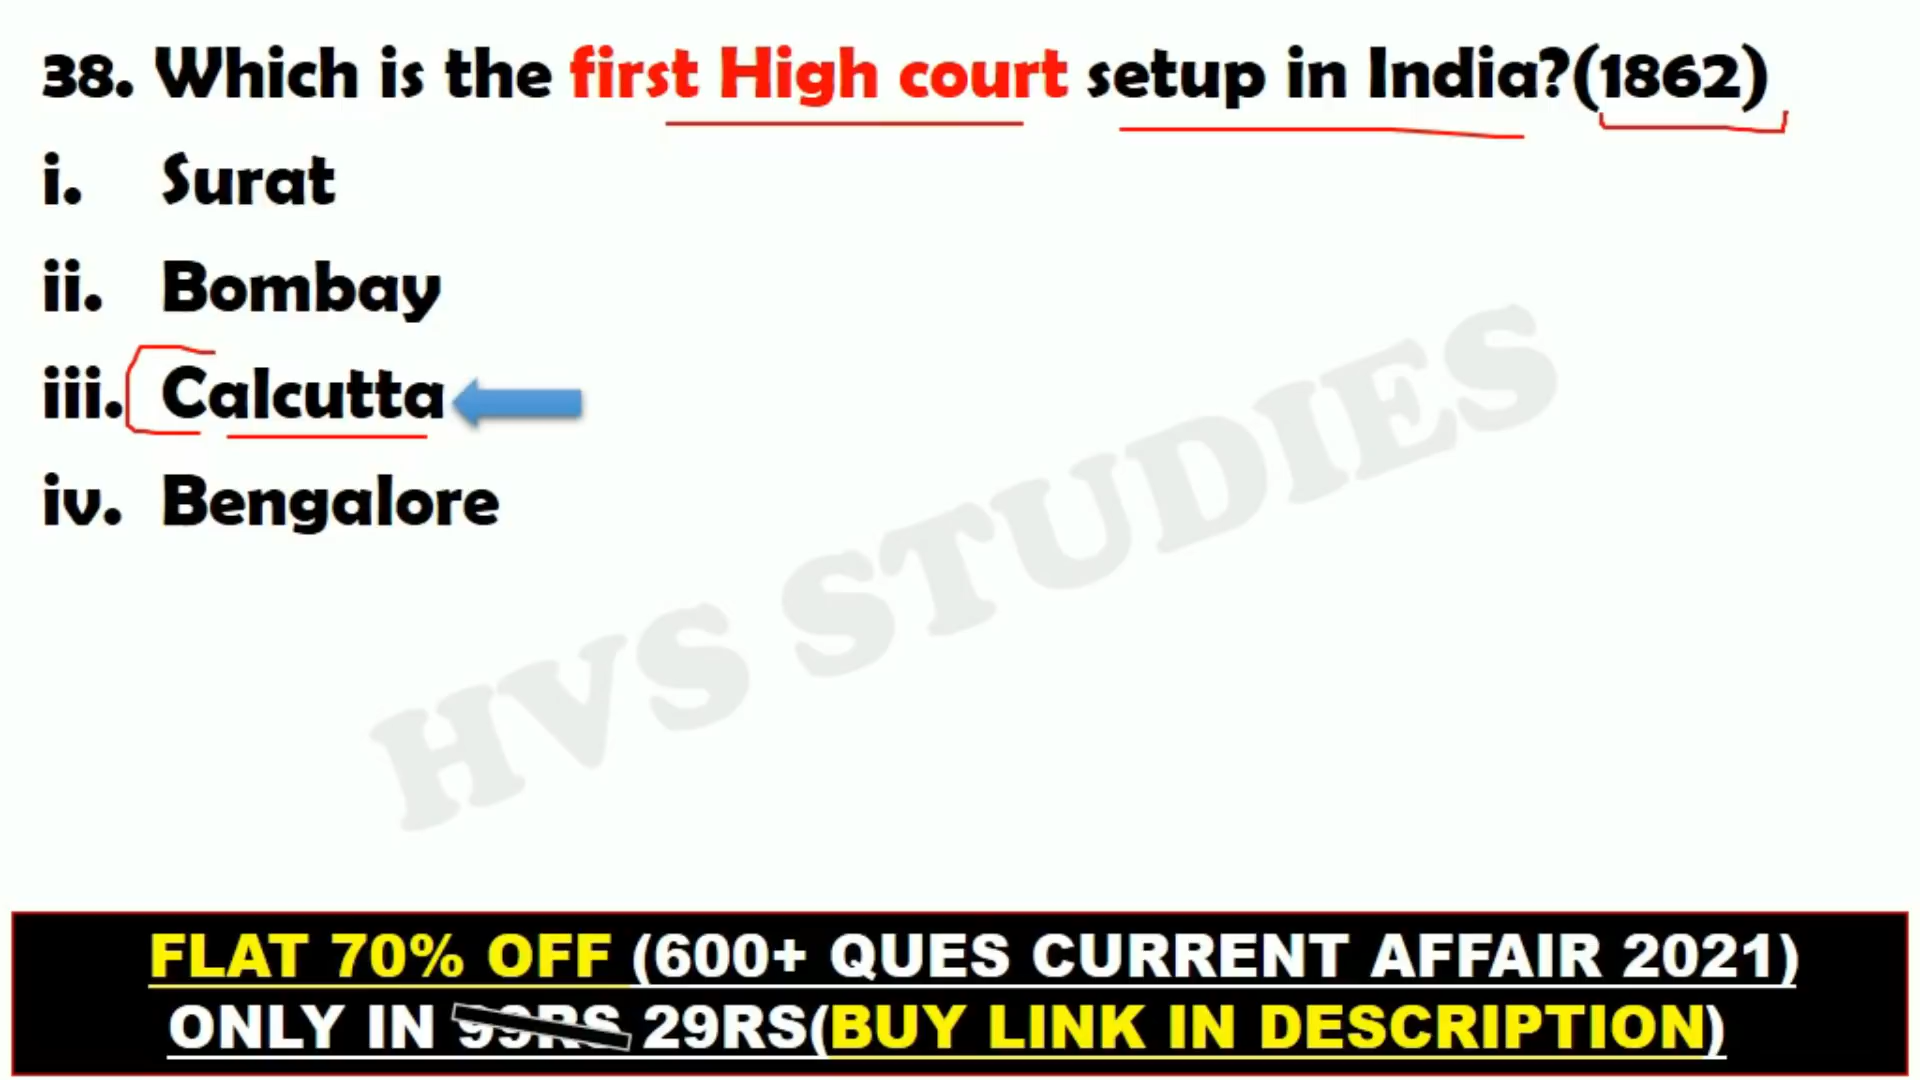 38. Which is the first High court setup in India?(1862)
i. Surat
ii. Bombay
iii. Calcutta
iv. Bengalore
HVS STUDIES
FLAT 70% OFF (600+ QUES CURRENT AFFAIR 2021)
ONLY IN 99RS 29RS(BUY LINK IN DESCRIPTION)